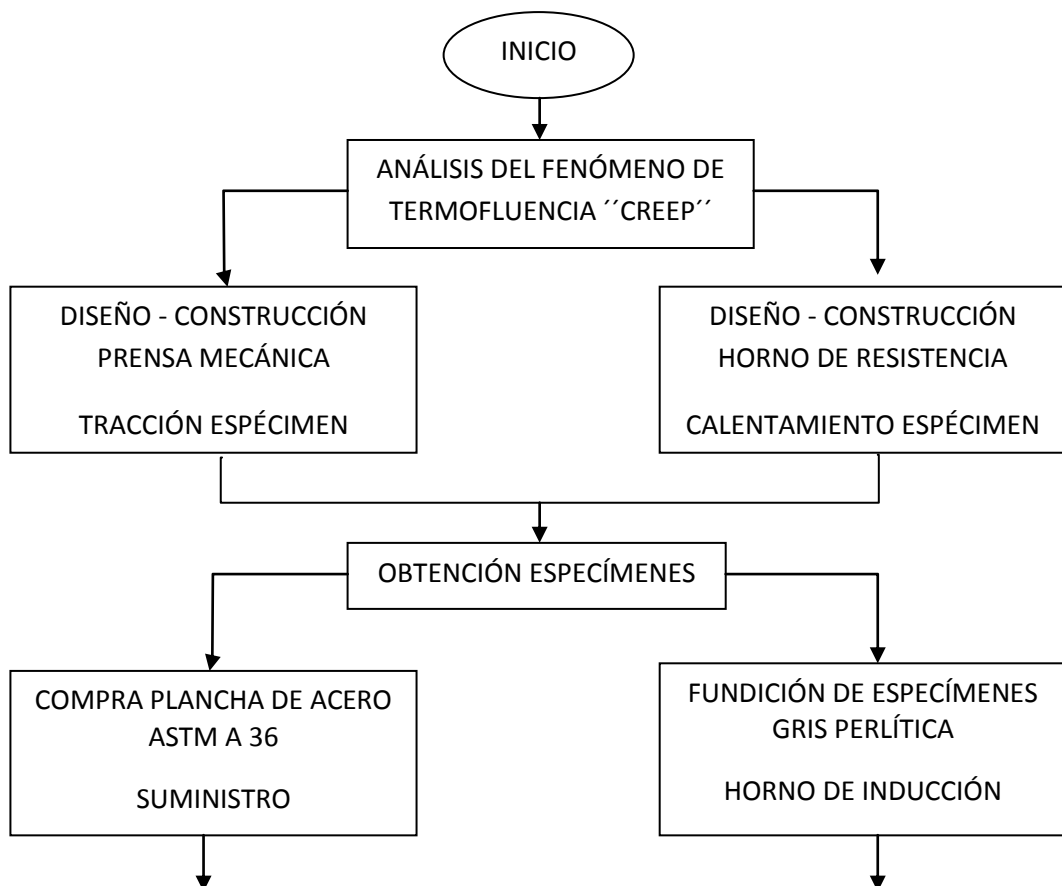 INICIO
ANÁLISIS DEL FENÓMENO DE
TERMOFLUENCIA ´´CREEP´´
DISEÑO - CONSTRUCCIÓN
PRENSA MECÁNICA
TRACCIÓN ESPÉCIMEN
DISEÑO - CONSTRUCCIÓN
HORNO DE RESISTENCIA
CALENTAMIENTO ESPÉCIMEN
OBTENCIÓN ESPECÍMENES
COMPRA PLANCHA DE ACERO
ASTM A 36
SUMINISTRO
FUNDICIÓN DE ESPECÍMENES
GRIS PERLÍTICA
HORNO DE INDUCCIÓN